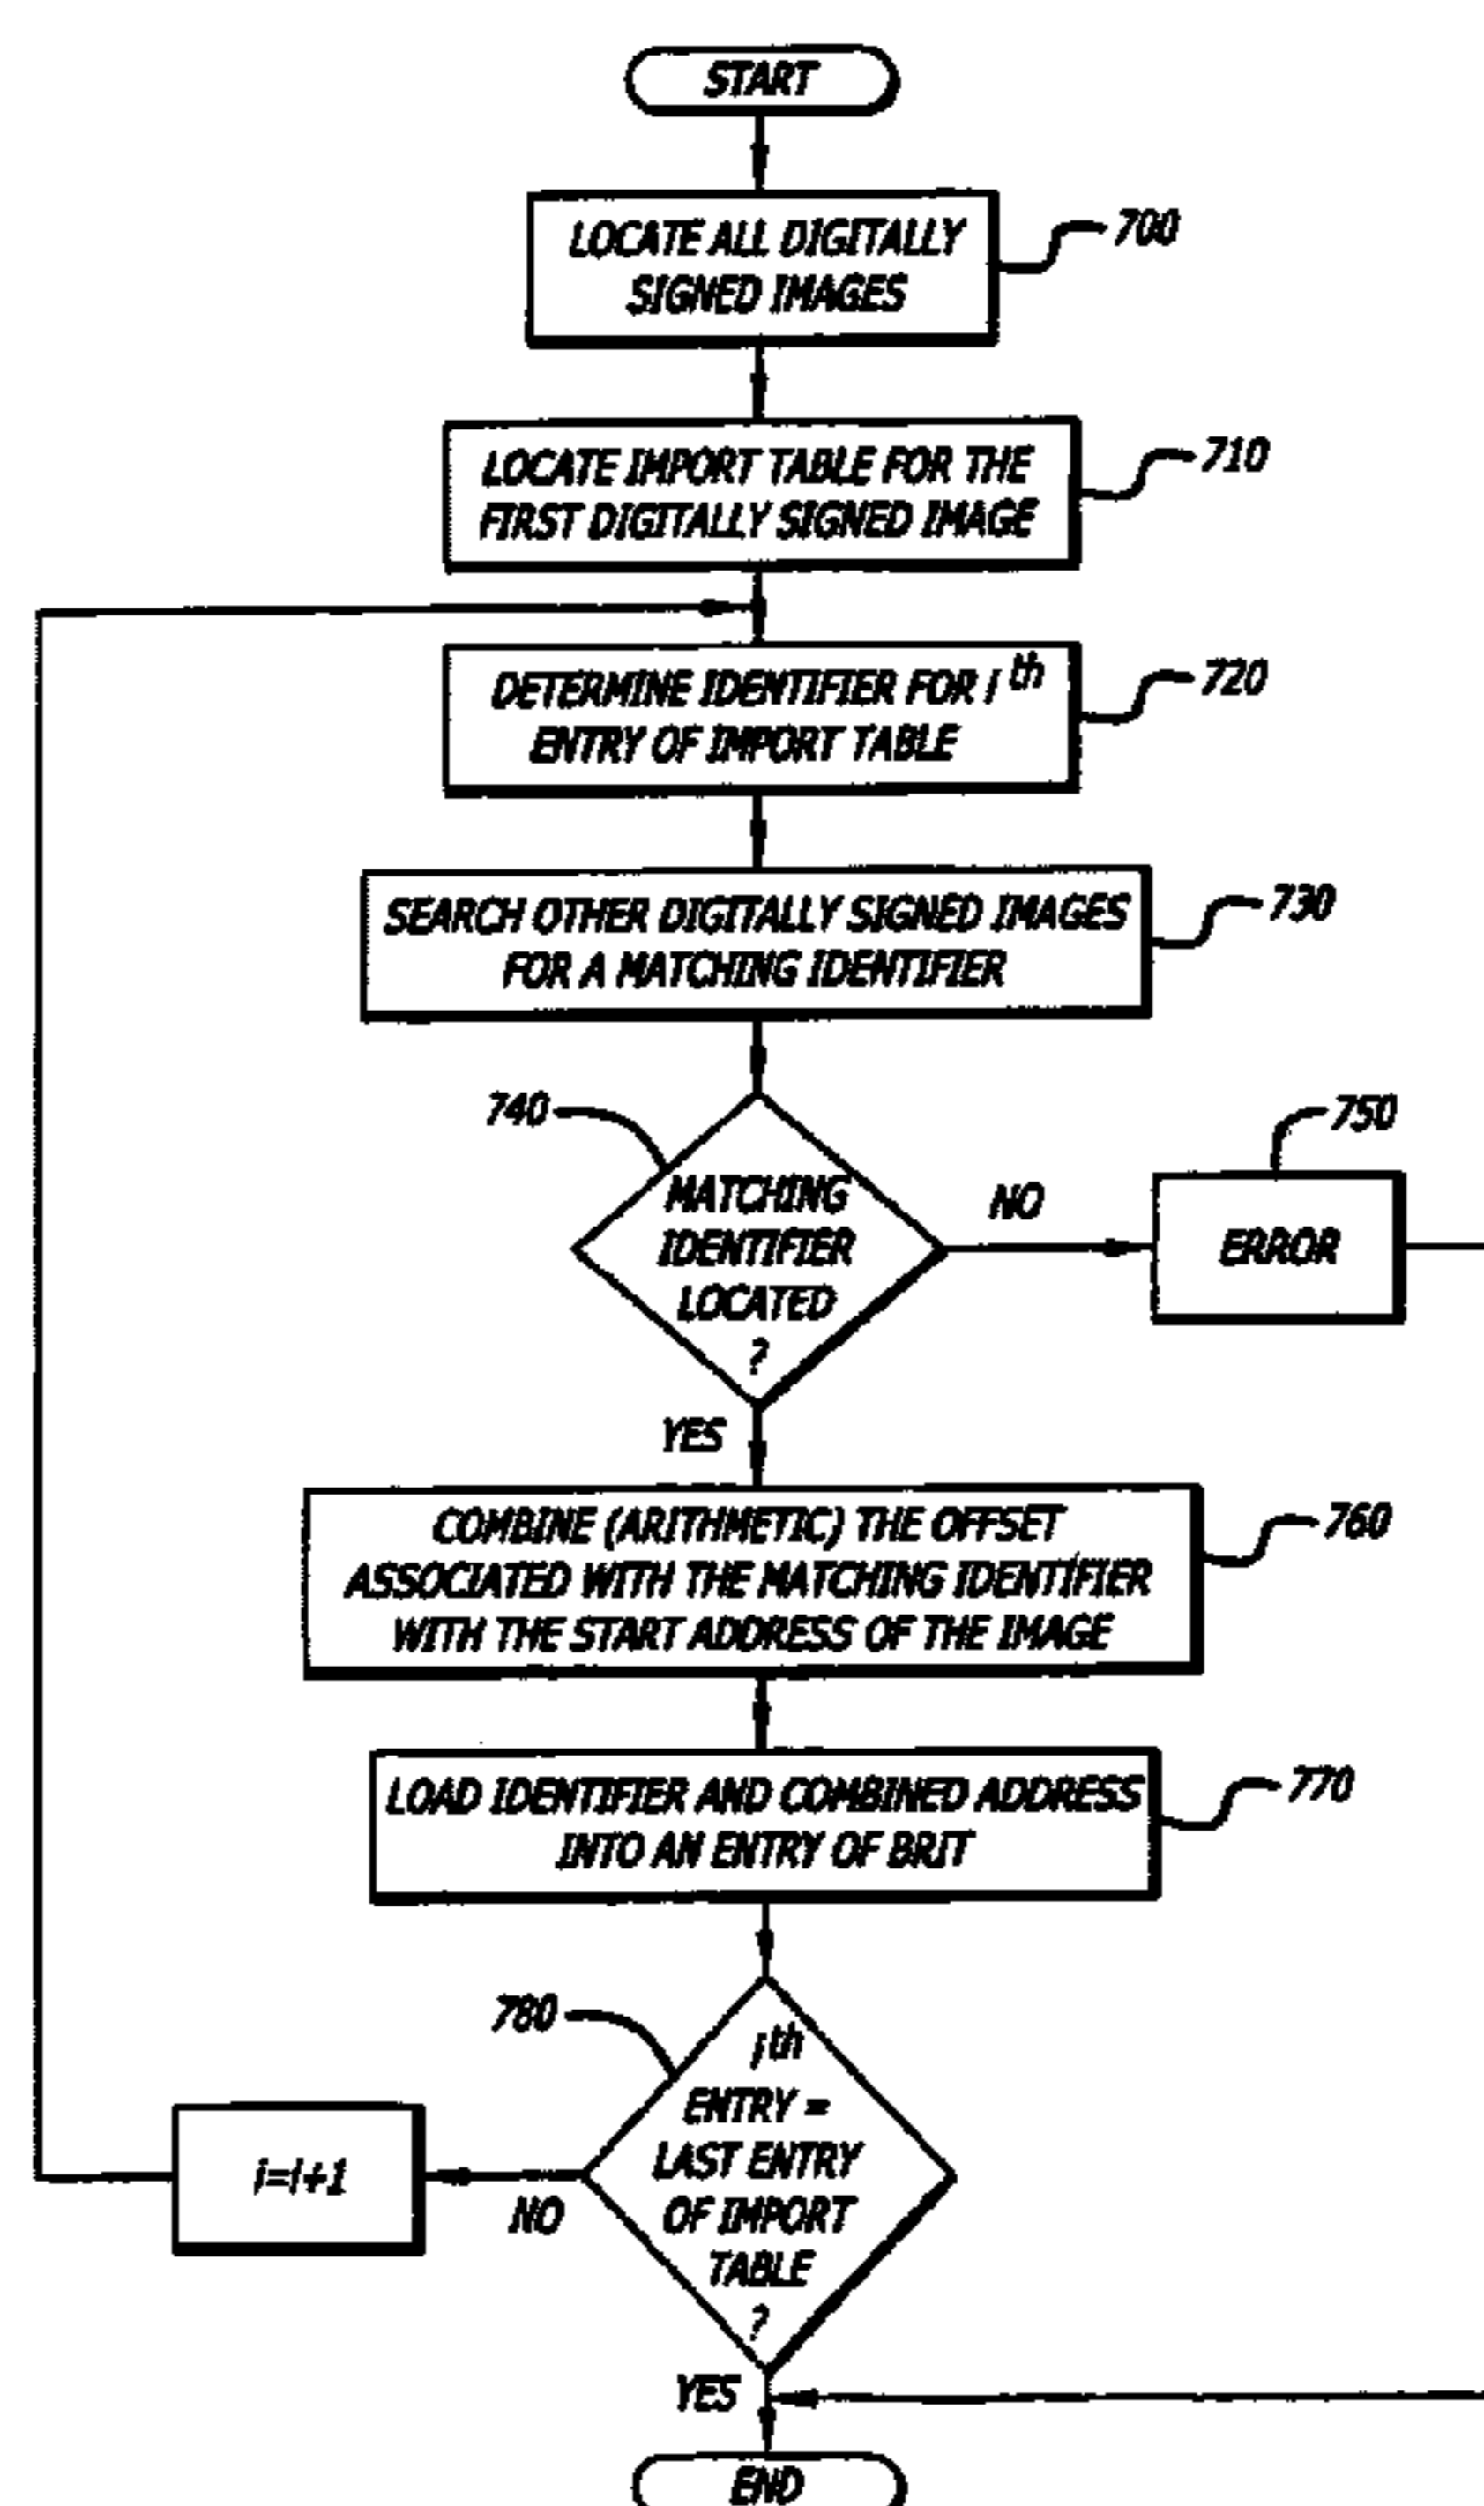 START
LOCATE ALL DIGITALLY
SIGNED IMAGES
700
LOCATE IMPORT TABLE FOR THE
FIRST DIGITALLY SIGNED IMAGE
710
DETERMINE IDENTIFIER FOR i th
ENTRY OF IMPORT TABLE
720
SEARCH OTHER DIGITALLY SIGNED IMAGES
FOR A MATCHING IDENTIFIER
730
740
MATCHING
IDENTIFIER
LOCATED
?
NO
750
ERROR
YES
COMBINE (ARITHMETIC) THE OFFSET
ASSOCIATED WITH THE MATCHING IDENTIFIER
WITH THE START ADDRESS OF THE IMAGE
760
LOAD IDENTIFIER AND COMBINED ADDRESS
INTO AN ENTRY OF BRIT
770
780
i th
ENTRY =
LAST ENTRY
OF IMPORT
TABLE
?
NO
i=i+1
YES
END